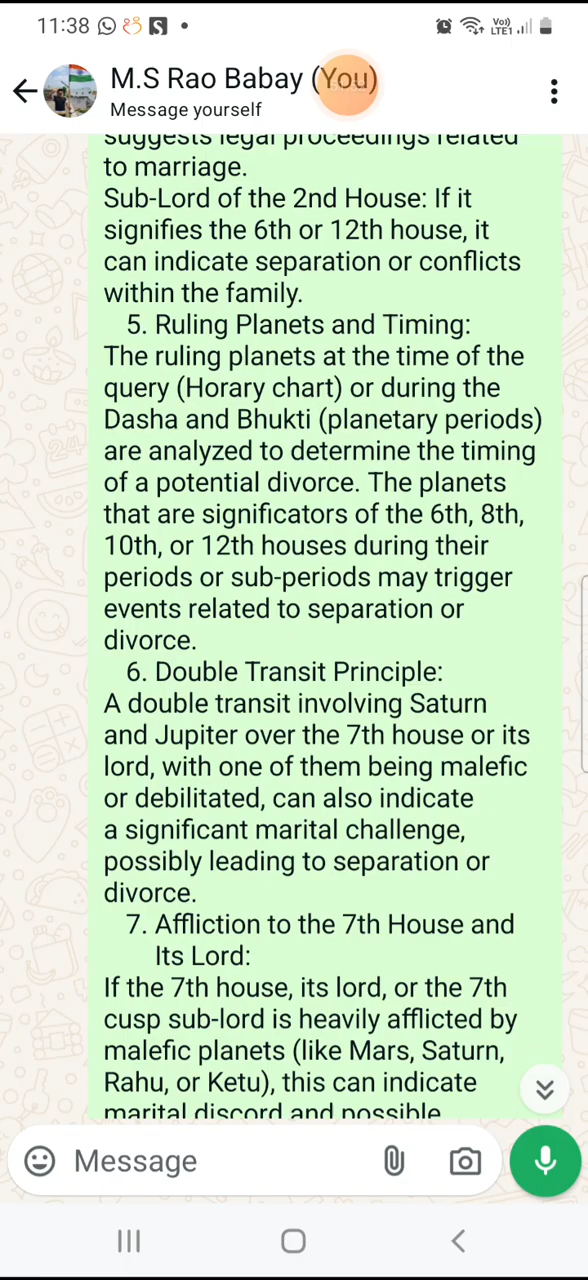 11:38
Vo))
LTE1
M.S Rao Babay (You)
Message yourself
suggests legal proceedings related
to marriage.
Sub-Lord of the 2nd House: If it
signifies the 6th or 12th house, it
can indicate separation or conflicts
within the family.
5. Ruling Planets and Timing:
The ruling planets at the time of the
query (Horary chart) or during the
Dasha and Bhukti (planetary periods)
are analyzed to determine the timing
of a potential divorce. The planets
that are significators of the 6th, 8th,
10th, or 12th houses during their
periods or sub-periods may trigger
events related to separation or
divorce.
6. Double Transit Principle:
A double transit involving Saturn
and Jupiter over the 7th house or its
lord, with one of them being malefic
or debilitated, can also indicate
a significant marital challenge,
possibly leading to separation or
divorce.
7. Affliction to the 7th House and
Its Lord:
If the 7th house, its lord, or the 7th
cusp sub-lord is heavily afflicted by
malefic planets (like Mars, Saturn,
Rahu, or Ketu), this can indicate
marital discord and possible
Message